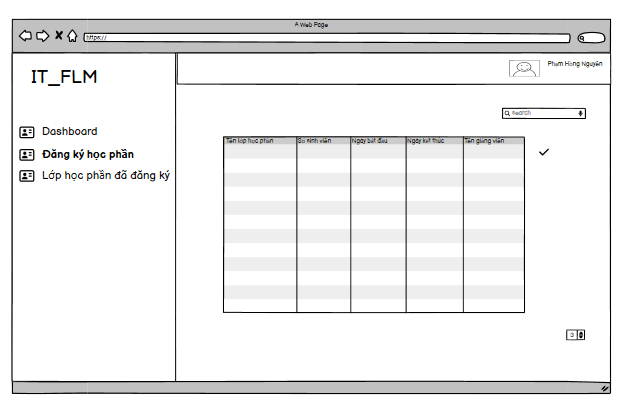 A Web Page
https://
IT_FLM
Phạm Hồng Nguyên
search
Dashboard
Đăng ký học phần
Lớp học phần đã đăng ký
Tên lớp học phần
Số sinh viên
Ngày bắt đầu
Ngày kết thúc
Tên giảng viên
3